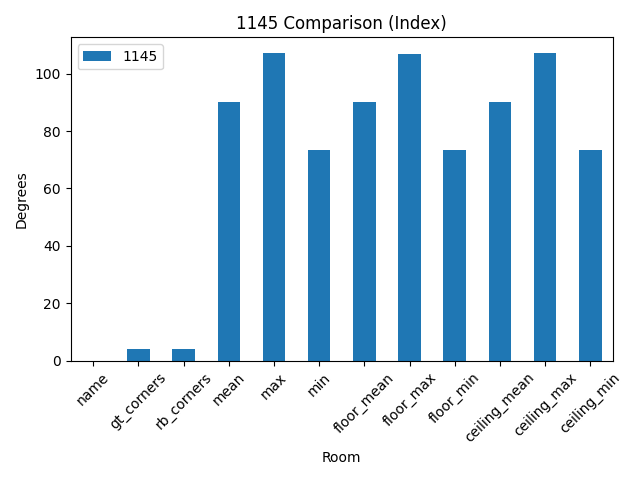 1145 Comparison (Index)
1145
Degrees
100
80
60
40
20
0
name
gt_corners
rb_corners
mean
max
min
floor_mean
floor_max
floor_min
ceiling_mean
ceiling_max
ceiling_min
Room